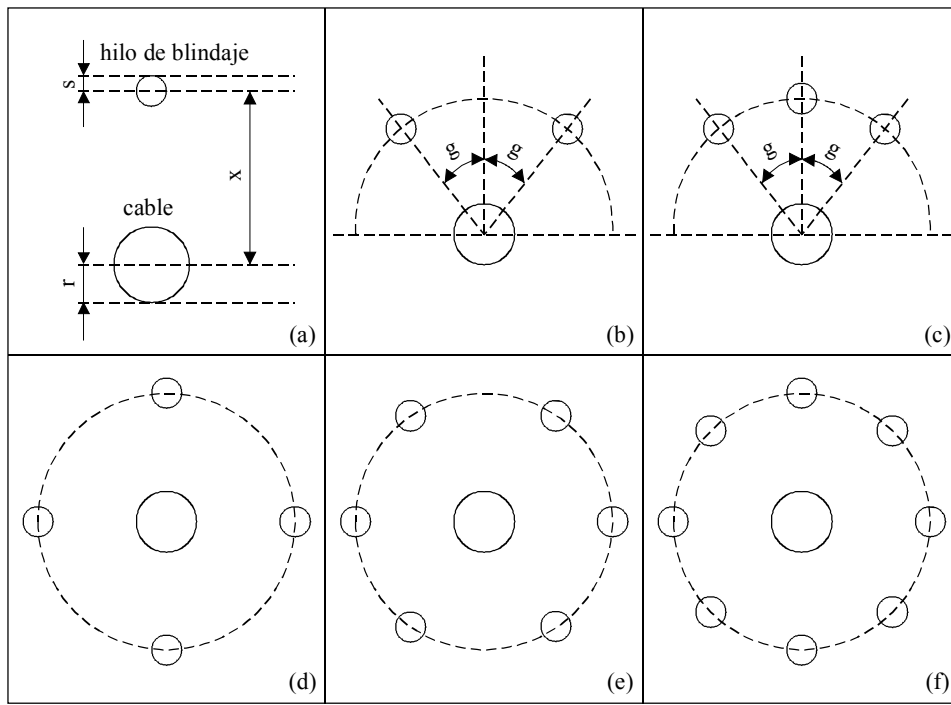 hilo de blindaje
s
x
cable
r
(a)
g g
(b)
g g
(c)
(d)
(e)
(f)